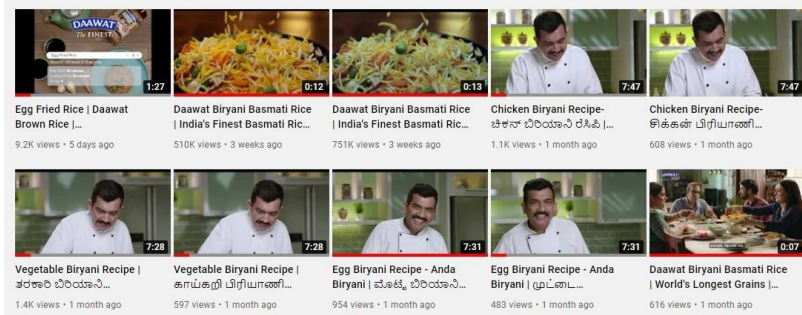 DAAWAT
The FINEST
Egg Fried Rice
1:27
0:12
0:13
7:47
7:47
Egg Fried Rice | Daawat
Brown Rice |...
9.2K views • 5 days ago
Daawat Biryani Basmati Rice
| India's Finest Basmati Ric...
510K views • 3 weeks ago
Daawat Biryani Basmati Rice
| India's Finest Basmati Ric...
751K views • 3 weeks ago
Chicken Biryani Recipe-
ಚಿಕನ್ ಬಿರಿಯಾನಿ ರೆಸಿಪಿ |...
1.1K views • 1 month ago
Chicken Biryani Recipe-
சிக்கன் பிரியாணி...
608 views • 1 month ago
7:28
7:28
7:31
7:31
DAAWAT
0:07
Vegetable Biryani Recipe |
ತರಕಾರಿ ಬಿರಿಯಾನಿ...
1.4K views • 1 month ago
Vegetable Biryani Recipe |
காய்கறி பிரியாணி...
597 views • 1 month ago
Egg Biryani Recipe - Anda
Biryani | ಮೊಟ್ಟೆ ಬಿರಿಯಾನಿ...
954 views • 1 month ago
Egg Biryani Recipe - Anda
Biryani | முட்டை...
483 views • 1 month ago
Daawat Biryani Basmati Rice
| World's Longest Grains |...
616 views • 1 month ago